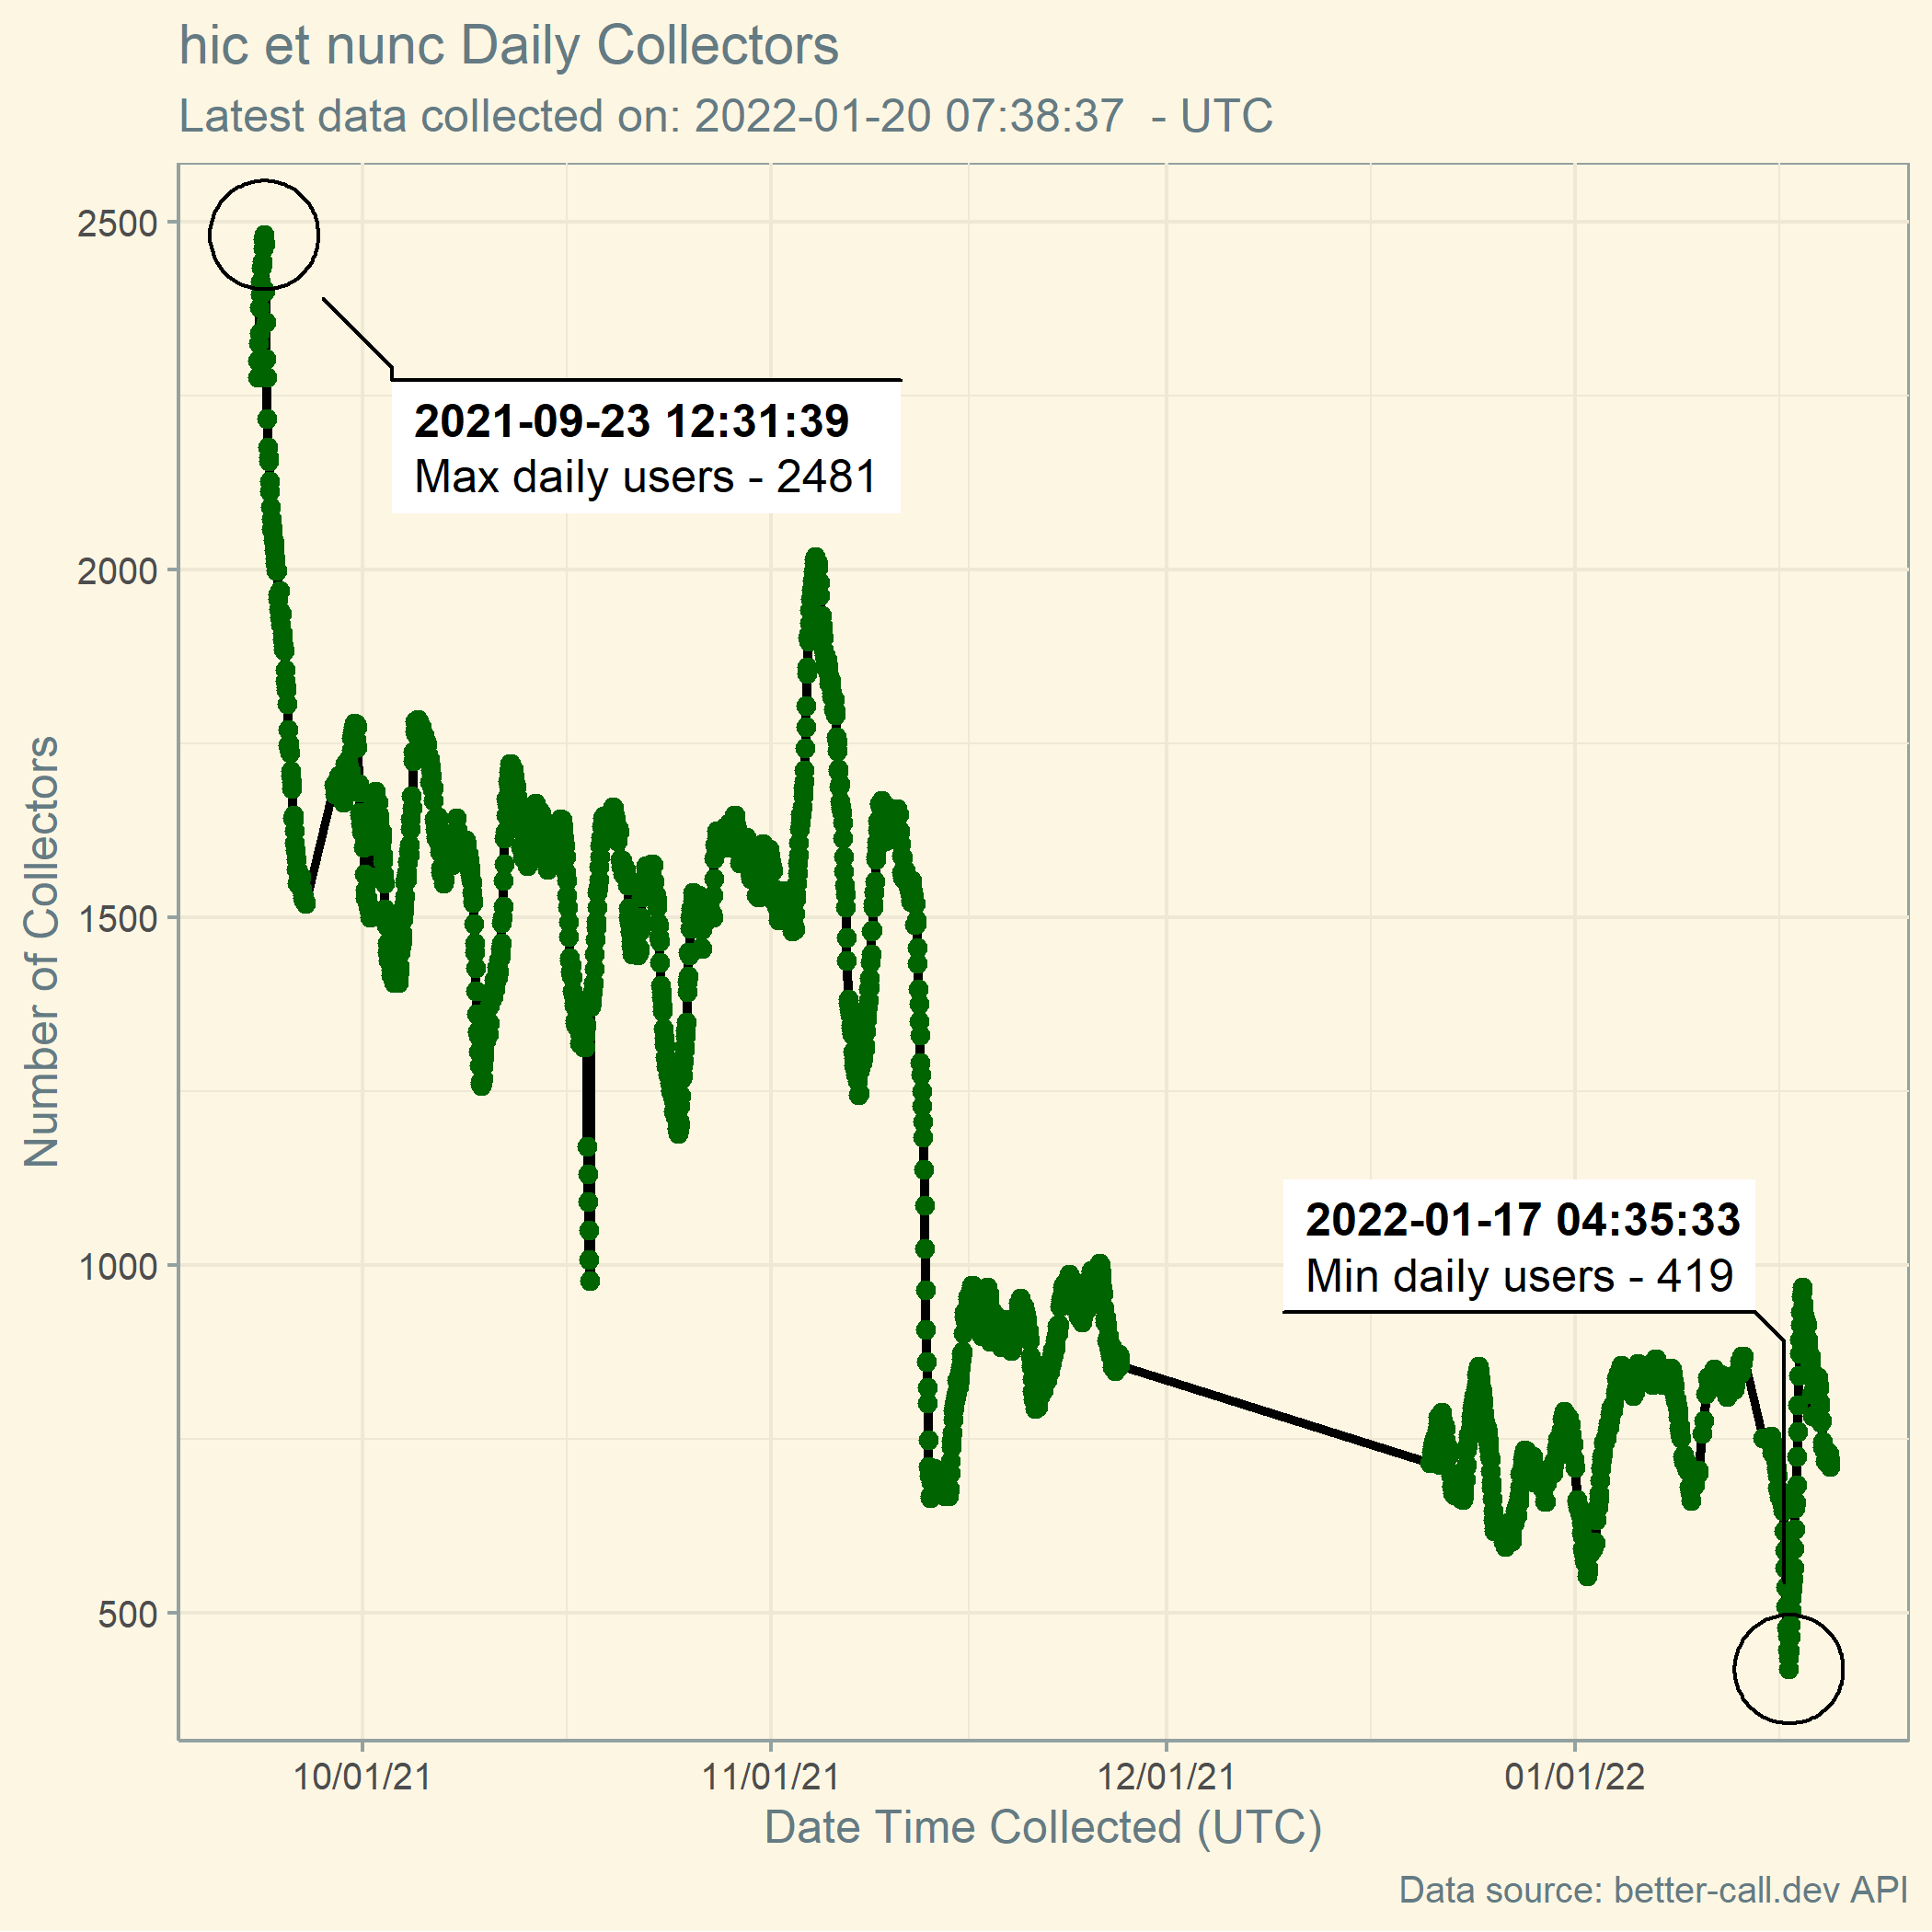 hic et nunc Daily Collectors
Latest data collected on: 2022-01-20 07:38:37  - UTC
2500
2000
1500
1000
500
Number of Collectors
2021-09-23 12:31:39
Max daily users - 2481
2022-01-17 04:35:33
Min daily users - 419
10/01/21
11/01/21
12/01/21
01/01/22
Date Time Collected (UTC)
Data source: better-call.dev API